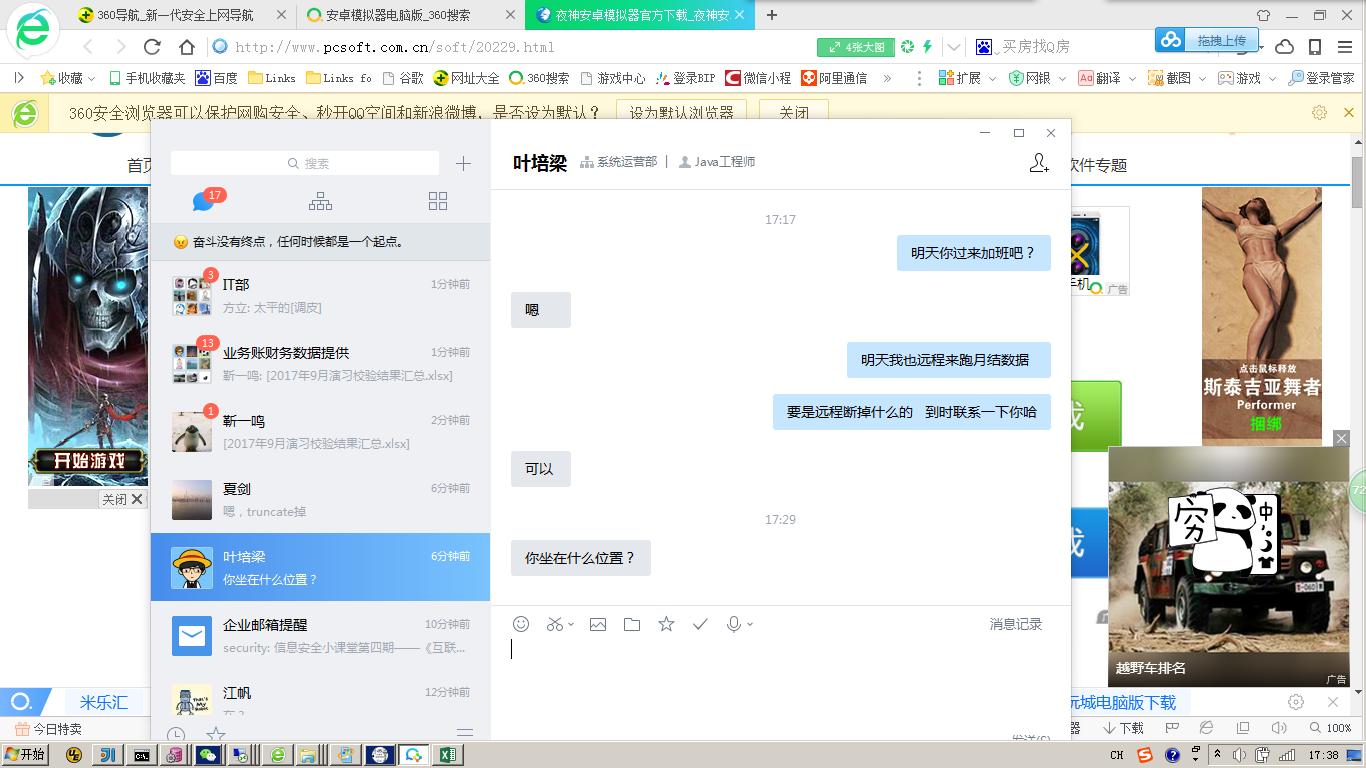 360导航_新一代安全上网导航
安卓模拟器电脑版_360搜索
夜神安卓模拟器官方下载_夜神安
http://www.pcsoft.com.cn/soft/20229.html
4张大图
买房找Q房
拖拽上传
收藏
手机收藏夹
百度
Links
Links fo
谷歌
网址大全
360搜索
游戏中心
登录BIP
微信小程
阿里通信
»
扩展
网银
翻译
截图
游戏
登录管家
360安全浏览器可以保护网购安全、秒开QQ空间和新浪微博，是否设为默认？
设为默认浏览器
关闭
首页
软件专题
搜索
17
奋斗没有终点，任何时候都是一个起点。
3
IT部
1分钟前
方立: 太平的[调皮]
13
业务账财务数据提供
1分钟前
靳一鸣: [2017年9月演习校验结果汇总.xlsx]
1
靳一鸣
2分钟前
[2017年9月演习校验结果汇总.xlsx]
夏剑
6分钟前
嗯，truncate掉
叶培梁
6分钟前
你坐在什么位置？
企业邮箱提醒
10分钟前
security: 信息安全小课堂第四期——《互联...
江帆
12分钟前
叶培梁
系统运营部
Java工程师
17:17
明天你过来加班吧？
嗯
明天我也远程来跑月结数据
要是远程断掉什么的 到时联系一下你哈
可以
17:29
你坐在什么位置？
消息记录
发送(S)
开始游戏
关闭
手机
广告
点击鼠标释放
斯泰吉亚舞者
Performer
捆绑
载
载
72
穷
中
越野车排名
广告
米乐汇
玩城电脑版下载
今日特卖
器
下载
100%
开始
CH
17:38